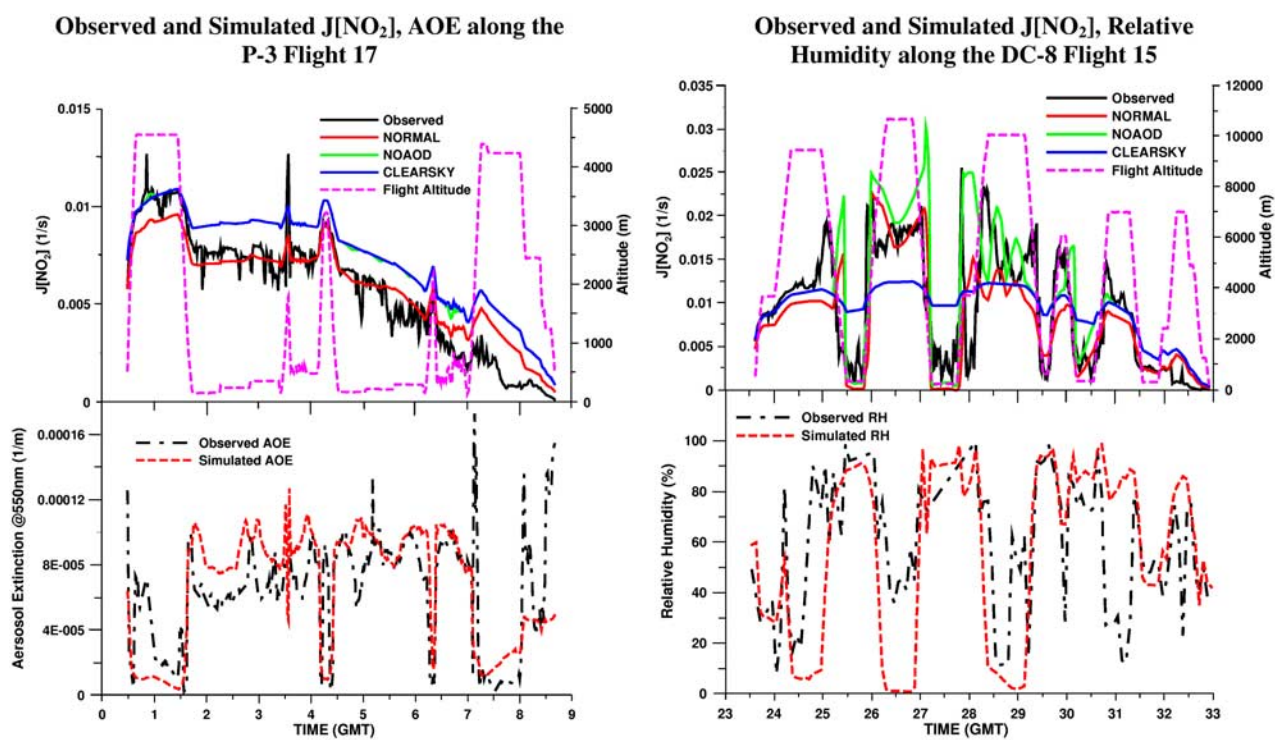 Observed and Simulated J[NO₂], AOE along the
P-3 Flight 17
0.015
0.01
0.005
0
J[NO₂] (1/s)
Observed
NORMAL
NOAOD
CLEARSKY
Flight Altitude
5000
4000
3000
2000
1000
0
Altitude (m)
0.00016
0.00012
8E-005
4E-005
0
Aersosol Extinction @550nm (1/m)
Observed AOE
Simulated AOE
0 1 2 3 4 5 6 7 8 9
TIME (GMT)
Observed and Simulated J[NO₂], Relative
Humidity along the DC-8 Flight 15
0.035
0.03
0.025
0.02
0.015
0.01
0.005
0
J[NO₂] (1/s)
Observed
NORMAL
NOAOD
CLEARSKY
Flight Altitude
12000
10000
8000
6000
4000
2000
0
Altitude (m)
Observed RH
Simulated RH
100
80
60
40
20
0
Relative Humidity (%)
23 24 25 26 27 28 29 30 31 32 33
TIME (GMT)